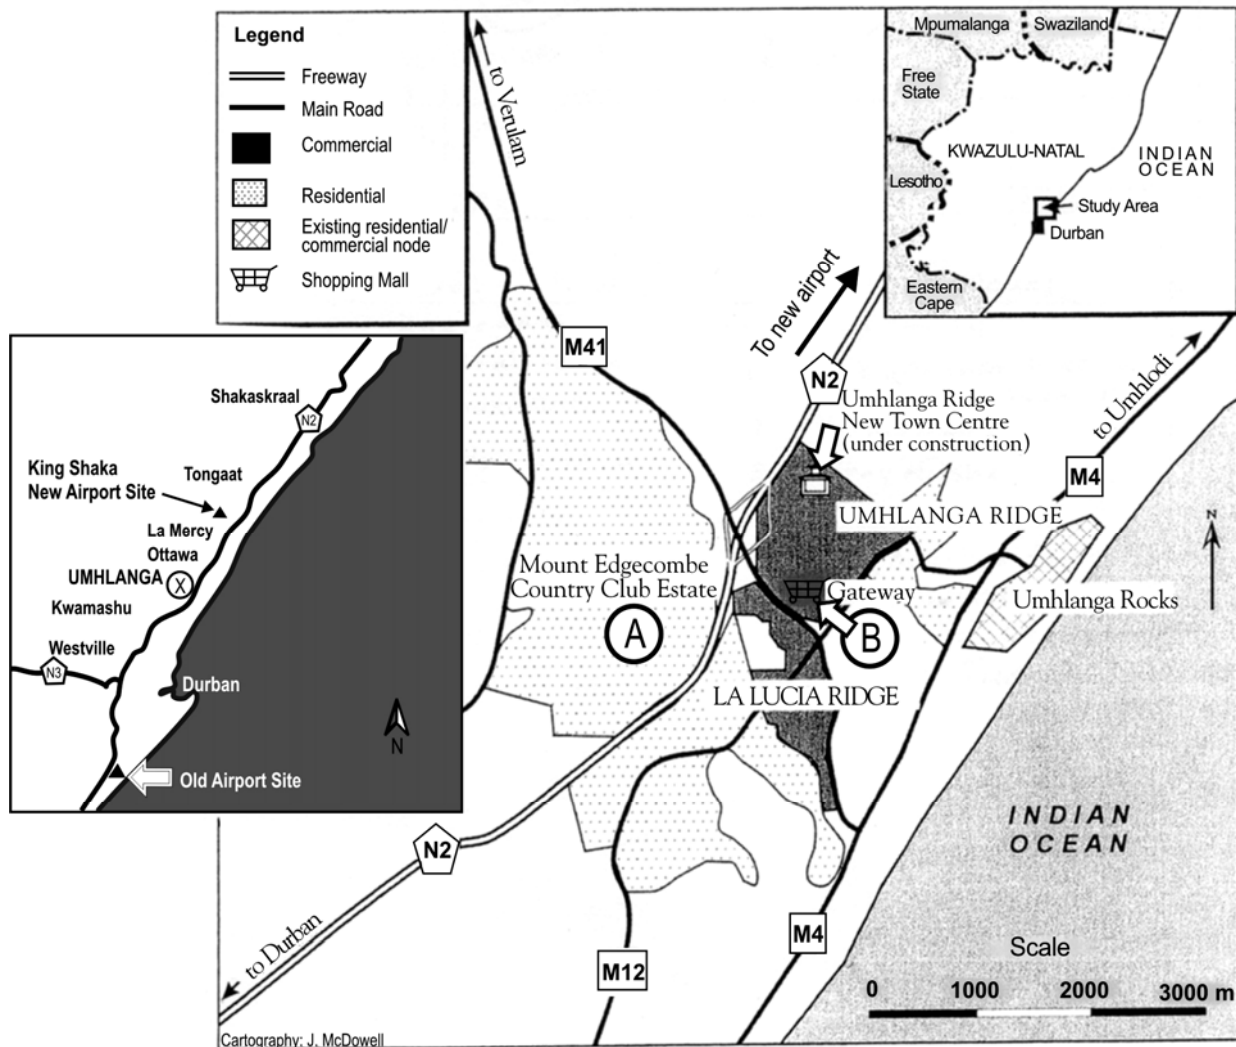 Legend
Freeway
Main Road
Commercial
Residential
Existing residential/
commercial node
Shopping Mall
to Verulam
M41
To new airport
N2
Umhlanga Ridge
New Town Centre
(under construction)
UMHLANGA RIDGE
to Umhlodi
M4
Mount Edgecombe
Country Club Estate
A
Gateway
B
Umhlanga Rocks
LA LUCIA RIDGE
INDIAN
OCEAN
N2
to Durban
M12
M4
Scale
0 1000 2000 3000 m
Cartography: J. McDowell
Mpumalanga
Swaziland
Free
State
KWAZULU-NATAL
INDIAN
OCEAN
Lesotho
Study Area
Durban
Eastern
Cape
Shakaskraal
N2
Tongaat
King Shaka
New Airport Site
La Mercy
Ottawa
UMHLANGA
X
Kwamashu
Westville
N3
Durban
N
Old Airport Site
N